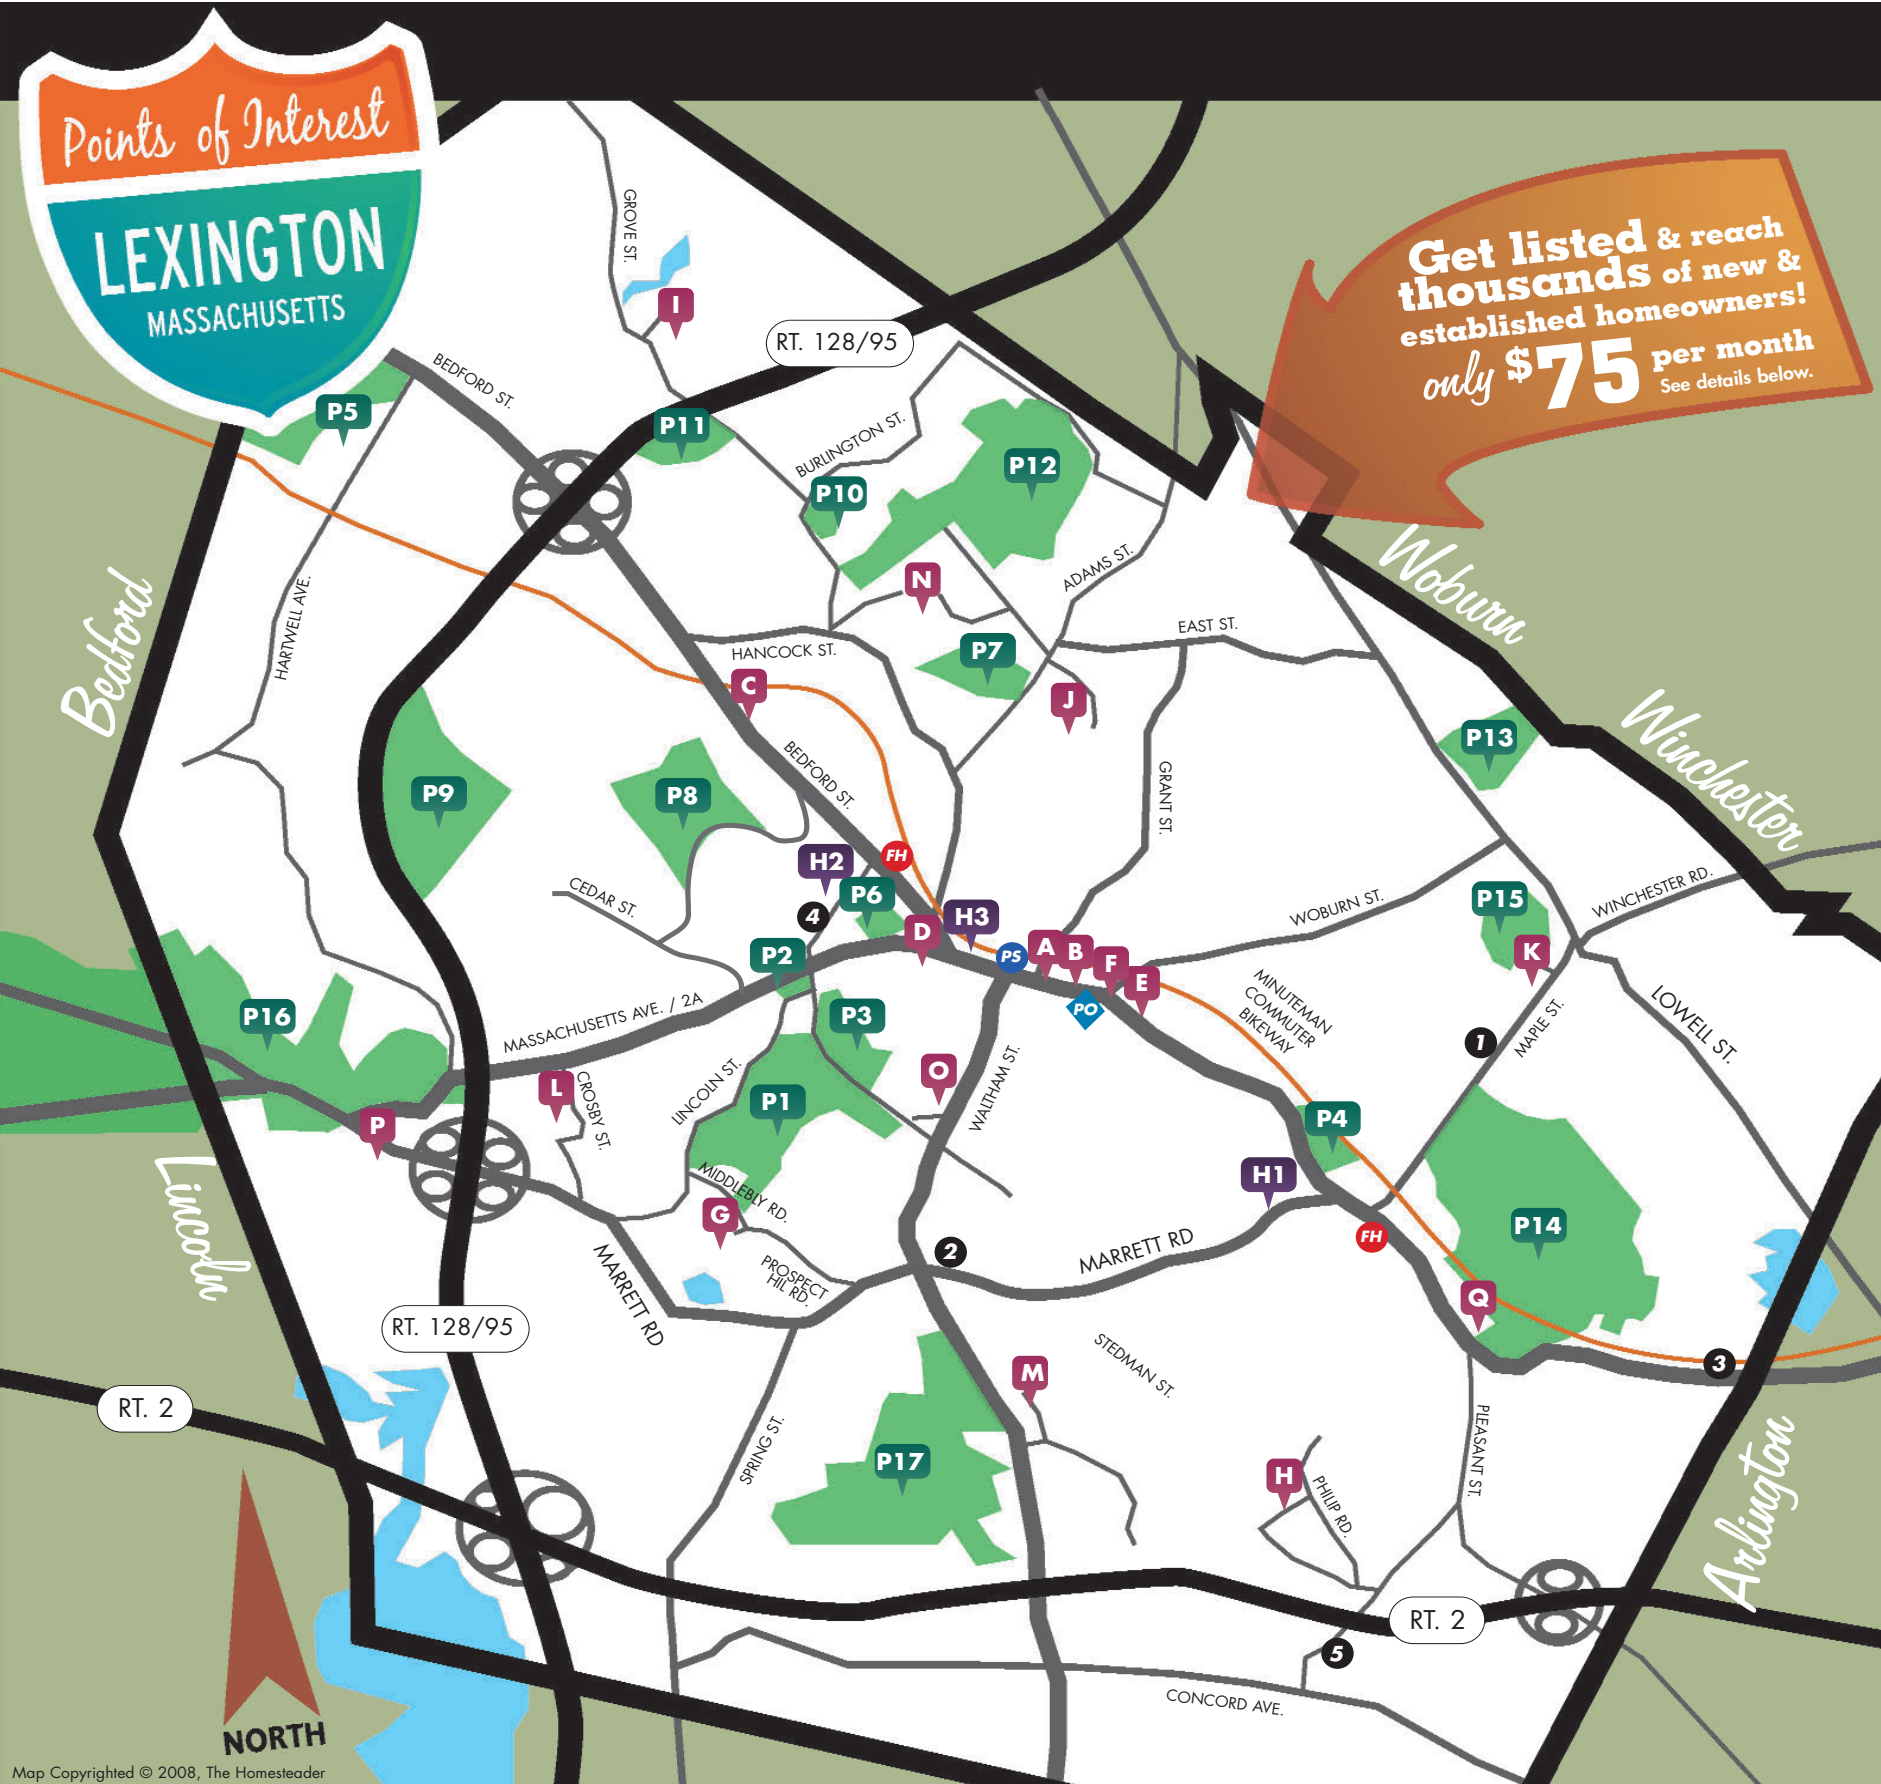 Points of Interest
LEXINGTON
MASSACHUSETTS
Get listed & reach
thousands of new &
established homeowners!
only $75 per month
See details below.
GROVE ST.
I
RT. 128/95
BEDFORD ST.
P5
P11
BURLINGTON ST.
P12
P10
ADAMS ST.
N
HARTWELL AVE.
HANCOCK ST.
EAST ST.
P7
C
J
Bedford
Woburn
Winchester
P13
BEDFORD ST.
GRANT ST.
P9
P8
H2
FH
P6
CEDAR ST.
4
D
H3
WOBURN ST.
P15
WINCHESTER RD.
K
P2
PS
A
B
F
E
PO
MINUTEMAN
COMMUTER
BIKEWAY
LOWELL ST.
P16
MASSACHUSETTS AVE. / 2A
P3
1
MAPLE ST.
L
CROSBY ST.
LINCOLN ST.
P1
O
WALTHAM ST.
P
P4
Lincoln
MIDDLEBY RD.
G
H1
P14
MARRETT RD
PROSPECT
HIL RD.
2
MARRETT RD
FH
Q
RT. 128/95
3
RT. 2
STEDMAN ST.
M
SPRING ST.
P17
H
PHILIP RD.
PLEASANT ST.
Arlington
RT. 2
5
CONCORD AVE.
NORTH
Map Copyrighted © 2008, The Homesteader